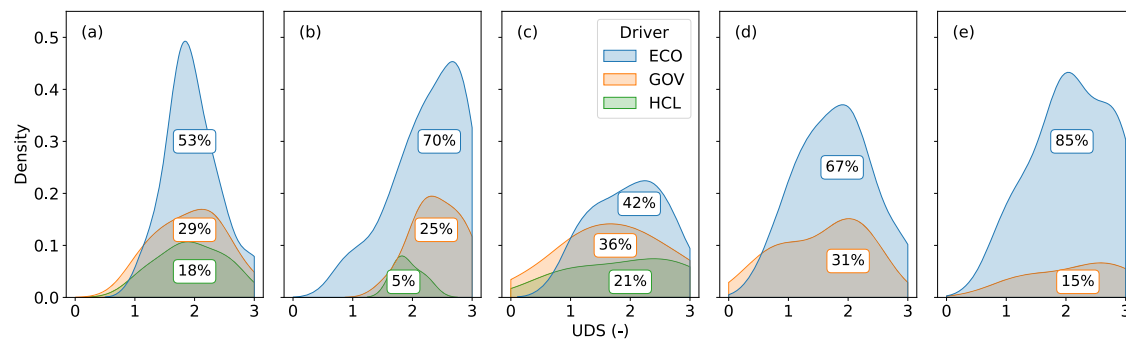 (a)
(b)
(c)
(d)
(e)
Driver
ECO
GOV
HCL
Density
0.5
0.4
0.3
0.2
0.1
0.0
53%
29%
18%
70%
25%
5%
42%
36%
21%
67%
31%
85%
15%
0 1 2 3
0 1 2 3
0 1 2 3
0 1 2 3
0 1 2 3
UDS (-)